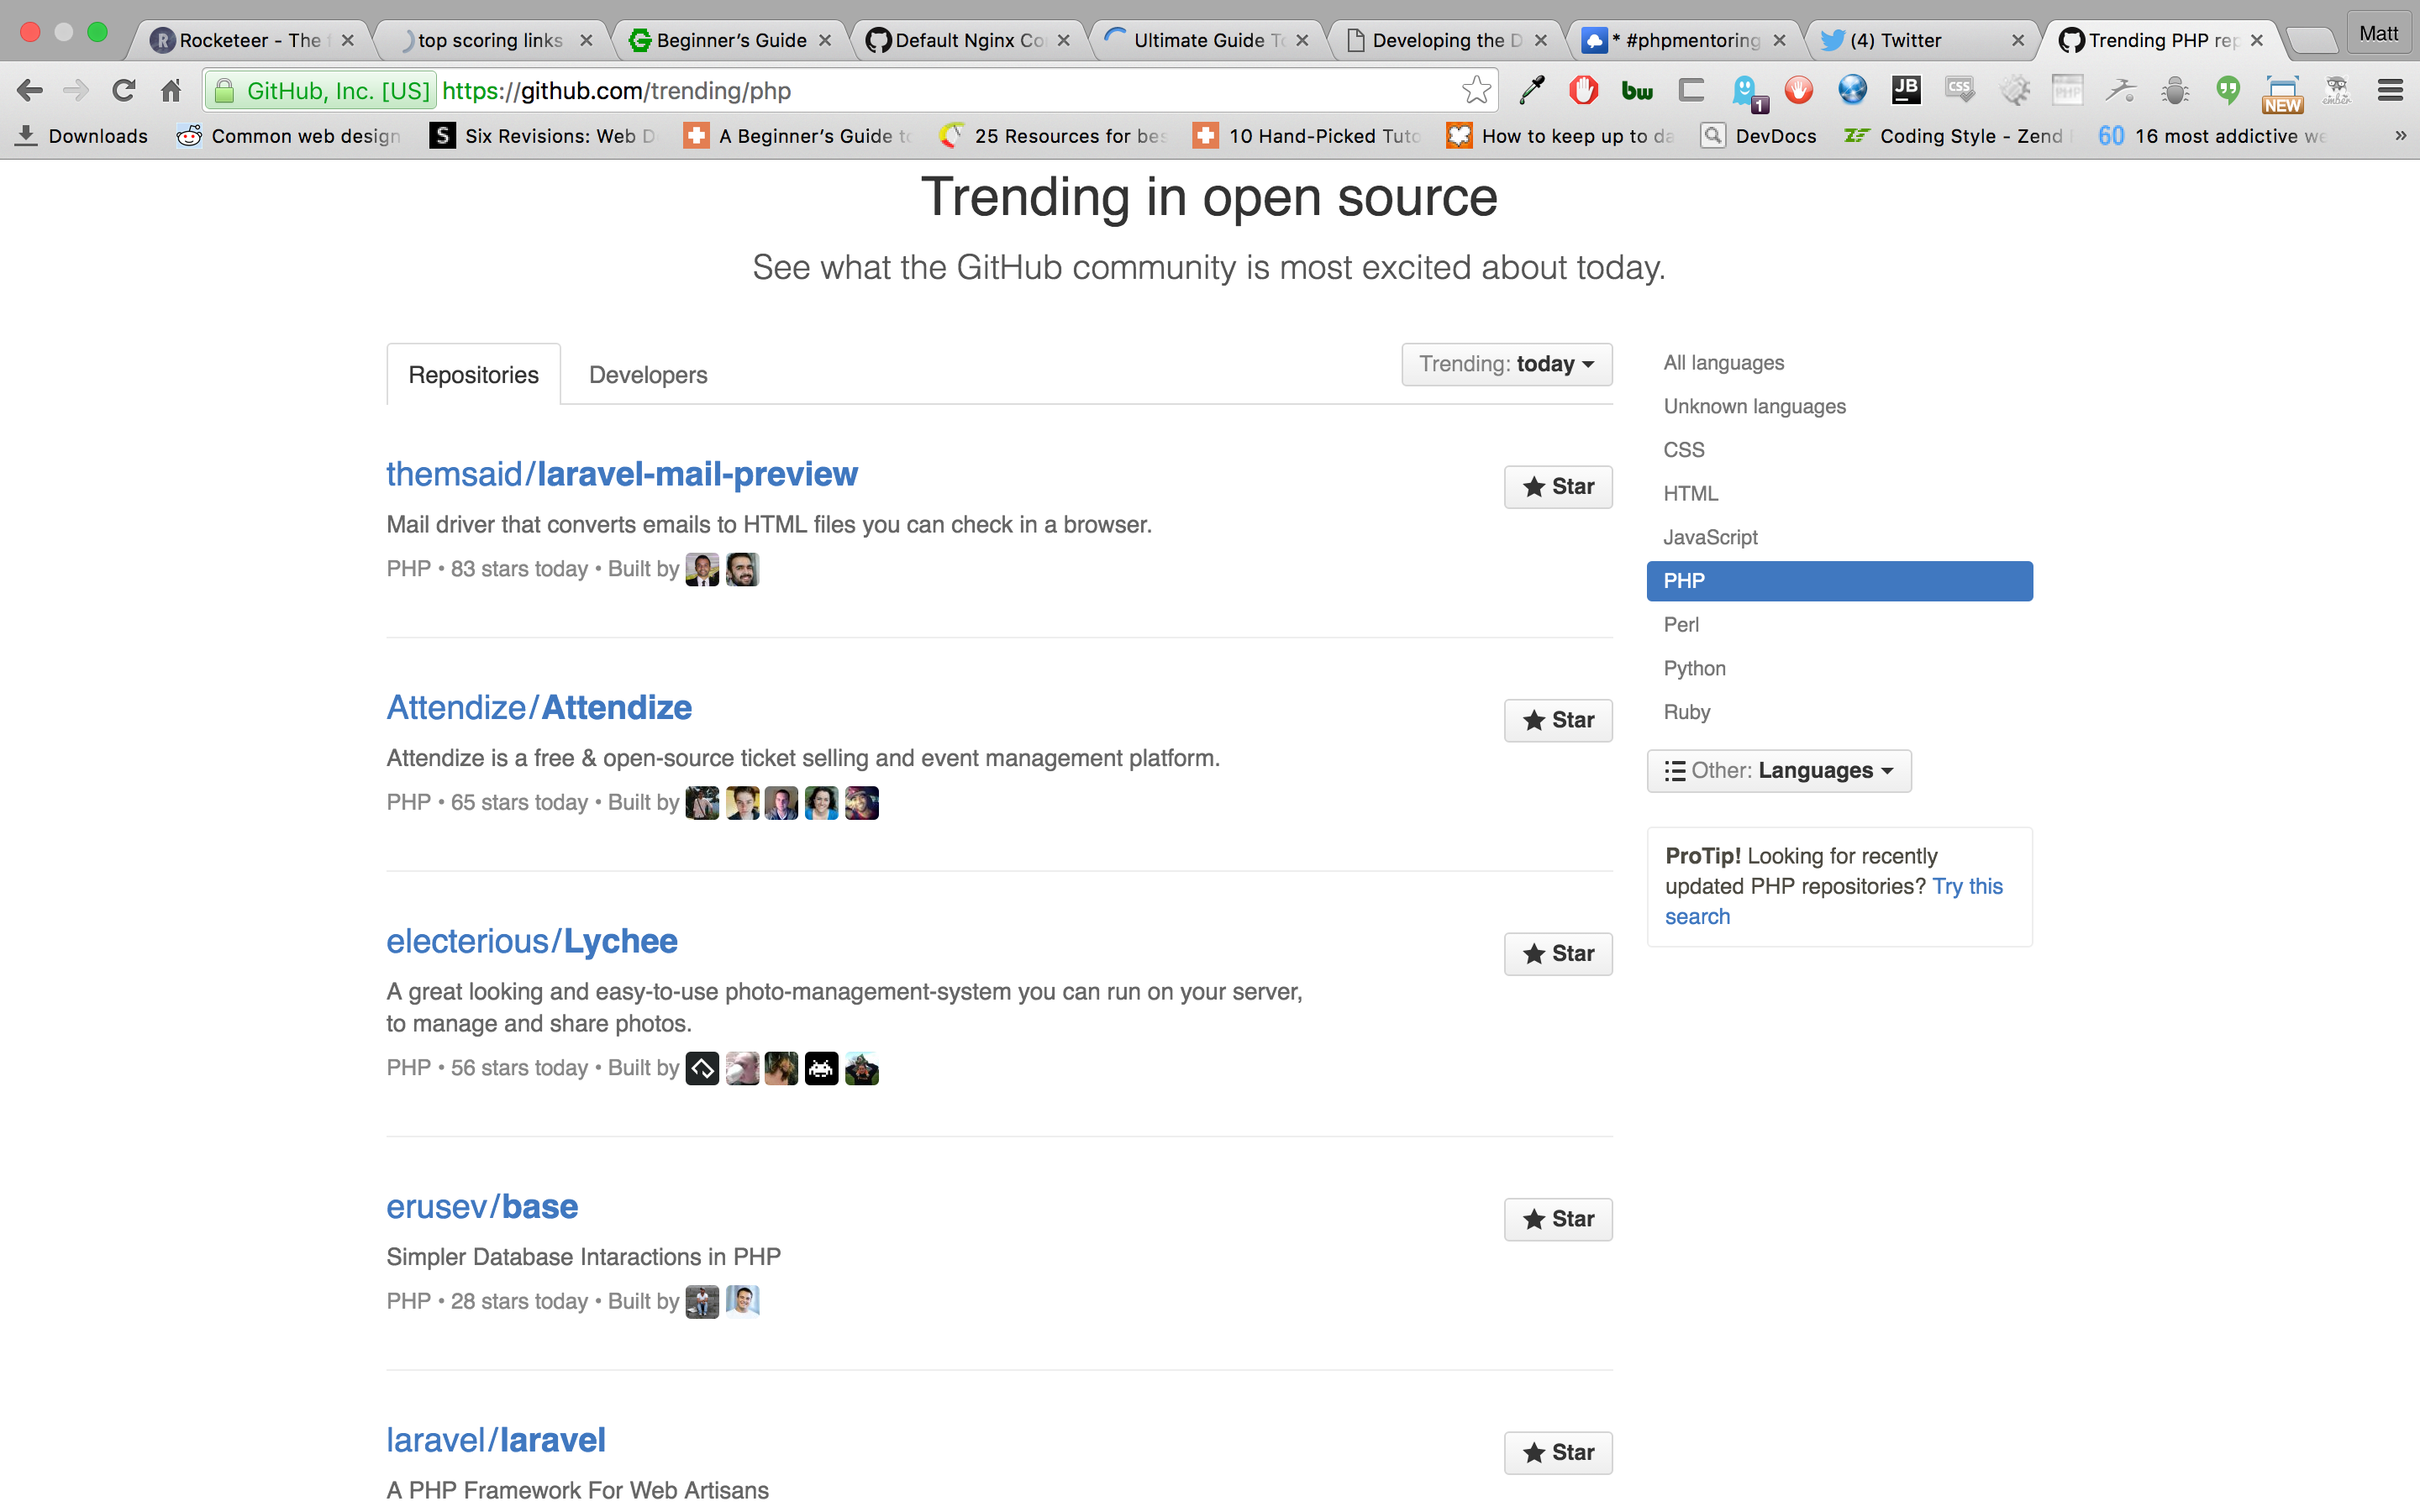 Rocketeer - The f
top scoring links
Beginner's Guide
Default Nginx Co
Ultimate Guide To
Developing the D
* #phpmentoring
(4) Twitter
Trending PHP rep
Matt
GitHub, Inc. [US] https://github.com/trending/php
bw
1
JB
CSS
PHP
NEW
ember
Downloads
Common web design
S Six Revisions: Web D
A Beginner's Guide to
25 Resources for bes
10 Hand-Picked Tuto
How to keep up to da
DevDocs
Coding Style - Zend
60 16 most addictive we
»
Trending in open source
See what the GitHub community is most excited about today.
Repositories
Developers
Trending: today
themsaid/laravel-mail-preview
Star
Mail driver that converts emails to HTML files you can check in a browser.
PHP • 83 stars today • Built by
Attendize/Attendize
Star
Attendize is a free & open-source ticket selling and event management platform.
PHP • 65 stars today • Built by
electerious/Lychee
Star
A great looking and easy-to-use photo-management-system you can run on your server,
to manage and share photos.
PHP • 56 stars today • Built by
erusev/base
Star
Simpler Database Intaractions in PHP
PHP • 28 stars today • Built by
laravel/laravel
Star
A PHP Framework For Web Artisans
All languages
Unknown languages
CSS
HTML
JavaScript
PHP
Perl
Python
Ruby
Other: Languages
ProTip! Looking for recently
updated PHP repositories? Try this
search